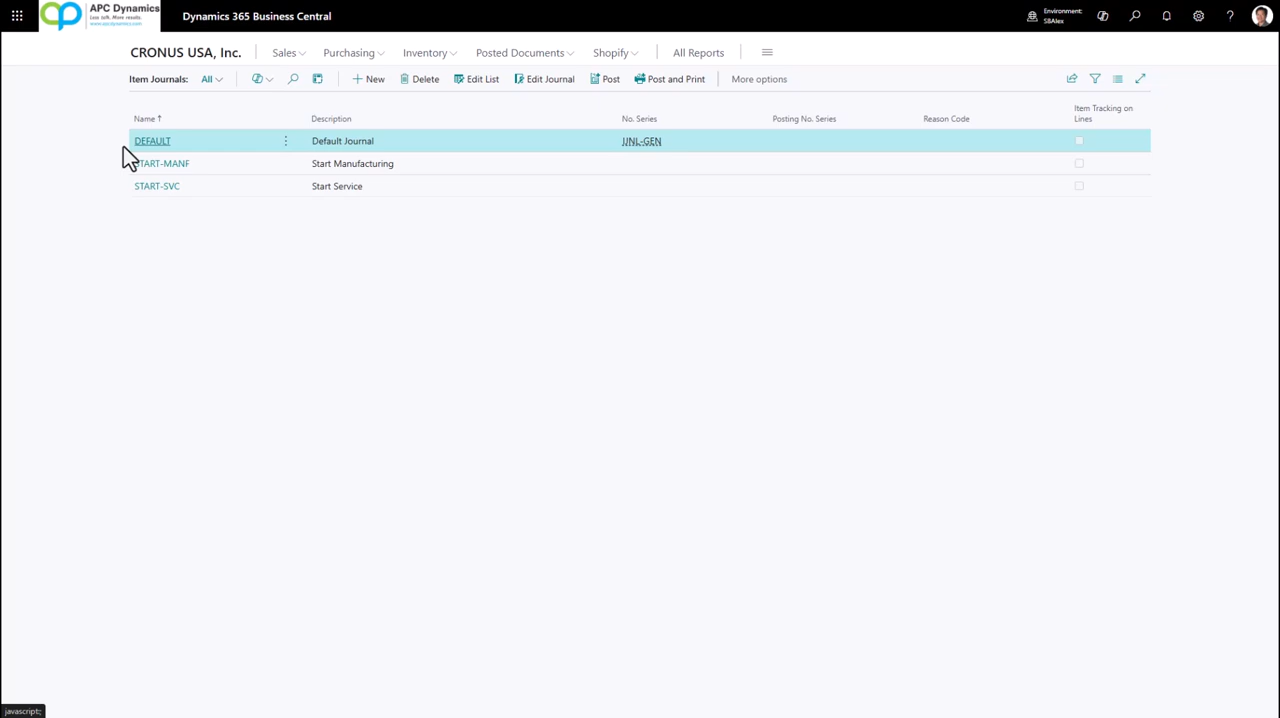 APC Dynamics
Less talk. More results.
www.apcdynamics.com
Dynamics 365 Business Central
Environment:
SBAlex
CRONUS USA, Inc.
Sales
Purchasing
Inventory
Posted Documents
Shopify
All Reports
Item Journals:
All
New
Delete
Edit List
Edit Journal
Post
Post and Print
More options
Name ↑
Description
No. Series
Posting No. Series
Reason Code
Item Tracking on
Lines
DEFAULT
Default Journal
IJNL-GEN
TART-MANF
Start Manufacturing
START-SVC
Start Service
javascript:;